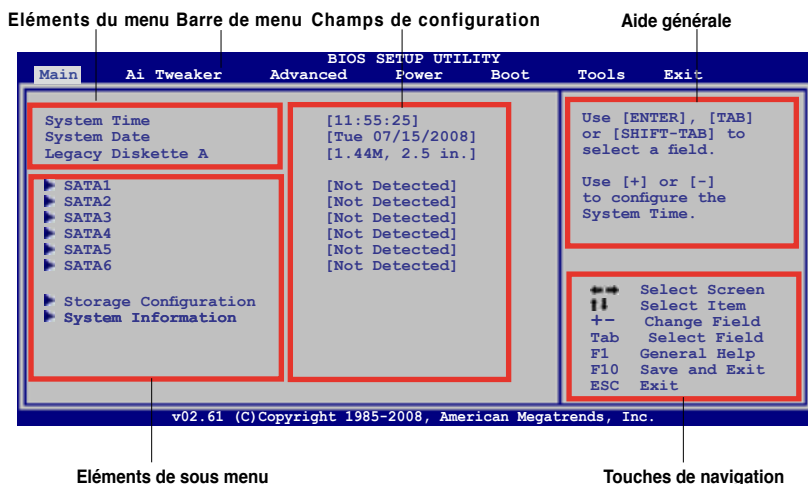 Eléments du menu Barre de menu Champs de configuration Aide générale
BIOS SETUP UTILITY
Main Ai Tweaker Advanced Power Boot Tools Exit
System Time [11:55:25]
System Date [Tue 07/15/2008]
Legacy Diskette A [1.44M, 2.5 in.]
SATA1 [Not Detected]
SATA2 [Not Detected]
SATA3 [Not Detected]
SATA4 [Not Detected]
SATA5 [Not Detected]
SATA6 [Not Detected]
Storage Configuration
System Information
Use [ENTER], [TAB]
or [SHIFT-TAB] to
select a field.
Use [+] or [-]
to configure the
System Time.
←→ Select Screen
↑↓ Select Item
+- Change Field
Tab Select Field
F1 General Help
F10 Save and Exit
ESC Exit
v02.61 (C)Copyright 1985-2008, American Megatrends, Inc.
Eléments de sous menu Touches de navigation